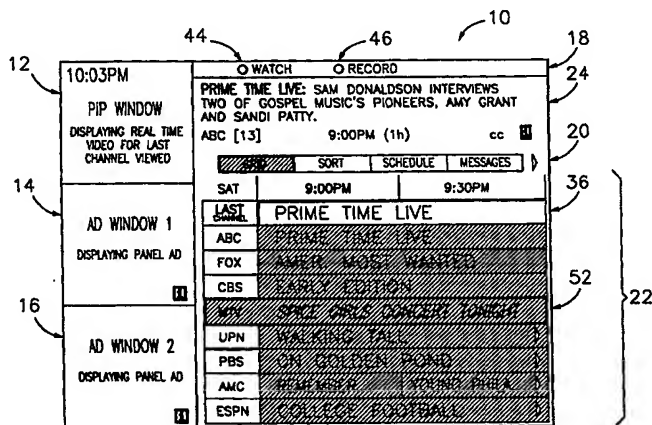 44
46
10
12
18
24
20
14
36
52
22
16
10:03PM
PIP WINDOW
DISPLAYING REAL TIME
VIDEO FOR LAST
CHANNEL VIEWED
AD WINDOW 1
DISPLAYING PANEL AD
AD WINDOW 2
DISPLAYING PANEL AD
WATCH RECORD
PRIME TIME LIVE: SAM DONALDSON INTERVIEWS
TWO OF GOSPEL MUSIC'S PIONEERS, AMY GRANT
AND SANDI PATTY.
ABC [13] 9:00PM (1h) cc
GRID SORT SCHEDULE MESSAGES
SAT 9:00PM 9:30PM
LAST
CHANNEL
PRIME TIME LIVE
ABC PRIME TIME LIVE
FOX AMER. MOST WANTED
CBS EARLY EDITION
MTV SPICE GIRLS CONCERT TONIGHT
UPN WALKING TALL
PBS ON GOLDEN POND
AMC REMEMBER YOUNG PHILA.
ESPN COLLEGE FOOTBALL